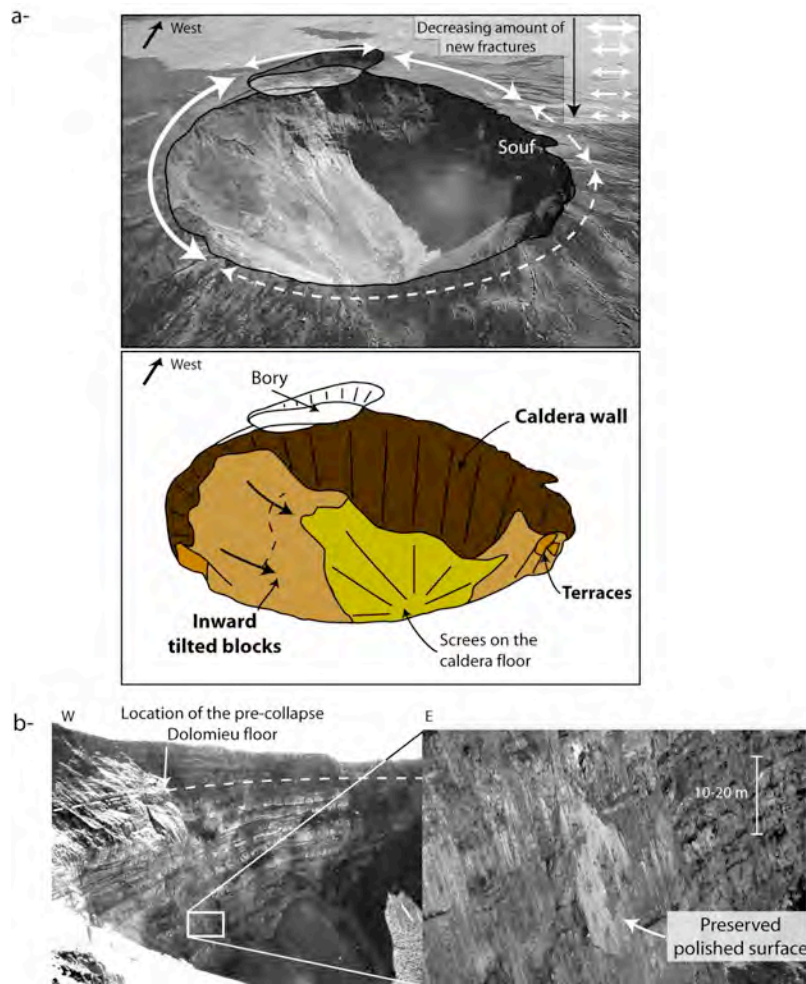 a-
West
Decreasing amount of
new fractures
Souf
West
Bory
Caldera wall
Inward
tilted blocks
Terraces
Screes on the
caldera floor
b-
W
Location of the pre-collapse
Dolomieu floor
E
10-20 m
Preserved
polished surface